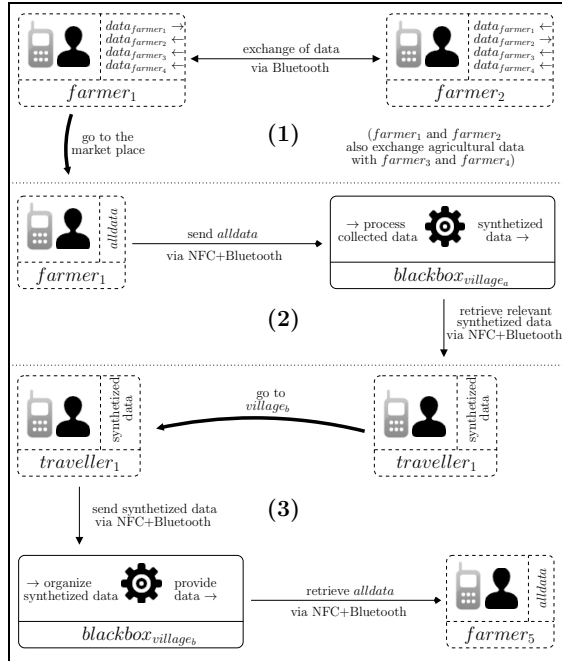 data_farmer1 →
data_farmer2 ←
data_farmer3 ←
data_farmer4 ←
farmer1
exchange of data
via Bluetooth
data_farmer1 ←
data_farmer2 →
data_farmer3 ←
data_farmer4 ←
farmer2
go to the
market place
(1)
(farmer1 and farmer2
also exchange agricultural data
with farmer3 and farmer4)
alldata
farmer1
send alldata
via NFC+Bluetooth
→ process
collected data
synthetized
data →
blackbox_villagea
(2)
retrieve relevant
synthetized data
via NFC+Bluetooth
synthetized
data
traveller1
go to
villageb
synthetized
data
traveller1
send synthetized data
via NFC+Bluetooth
(3)
→ organize
synthetized data
provide
data →
blackbox_villageb
retrieve alldata
via NFC+Bluetooth
alldata
farmer5